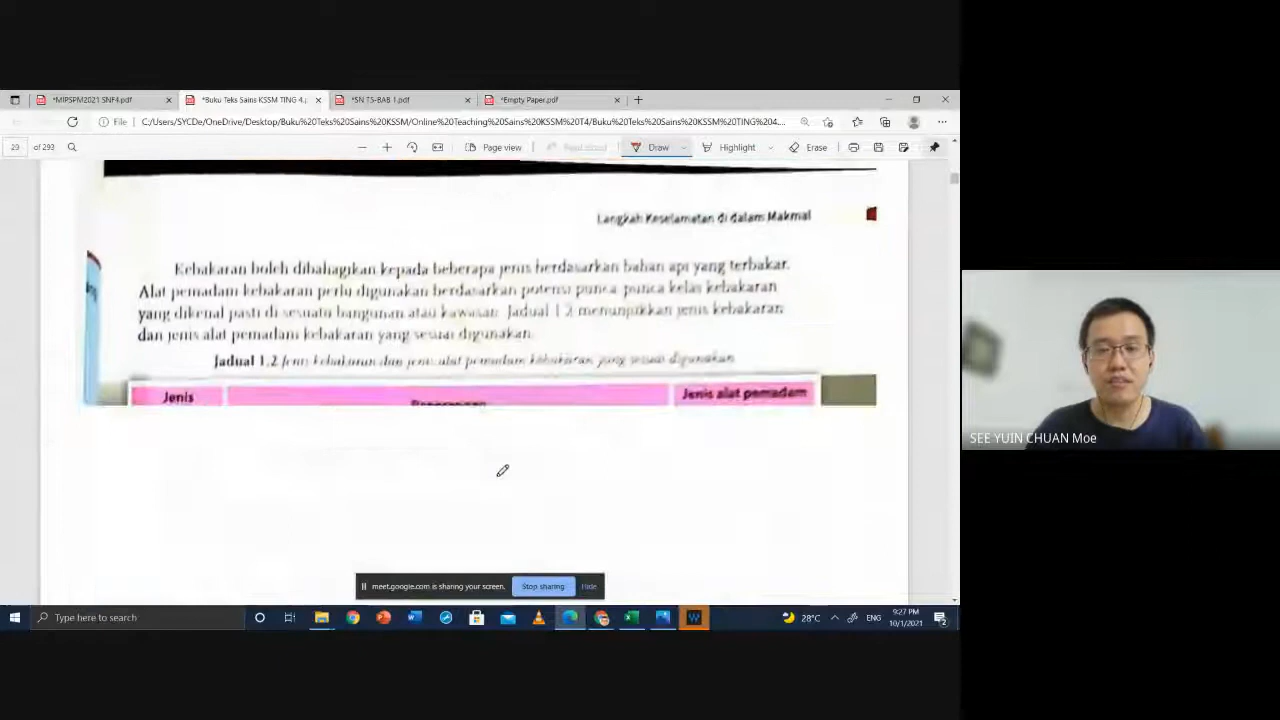 *MIPSPM2021 SNF4.pdf
*Buku Teks Sains KSSM TING 4.
*SN T5-BAB 1.pdf
*Empty Paper.pdf
File
C:/Users/SYCDe/OneDrive/Desktop/Buku%20Teks%20Sains%20KSSM/Online%20Teaching%20Sains%20KSSM%20T4/Buku%20Teks%20Sains%20KSSM%20TING%204....
29 of 293
Page view
Read aloud
Draw
Highlight
Erase
Langkah Keselamatan di dalam Makmal
Kebakaran boleh dibahagikan kepada beberapa jenis berdasarkan bahan api yang terbakar.
Alat pemadam kebakaran perlu digunakan berdasarkan potensi punca punca kelas kebakaran
yang dikenal pasti di sesuatu bangunan atau kawasan. Jadual 1.2 menunjukkan jenis kebakaran
dan jenis alat pemadam kebakaran yang sesuai digunakan.
Jadual 1.2 Jenis kebakaran dan jenis alat pemadam kebakaran yang sesuai digunakan
Jenis
Jenis alat pemadam
SEE YUIN CHUAN Moe
meet.google.com is sharing your screen.
Stop sharing
Hide
Type here to search
28°C
ENG
9:27 PM
10/1/2021